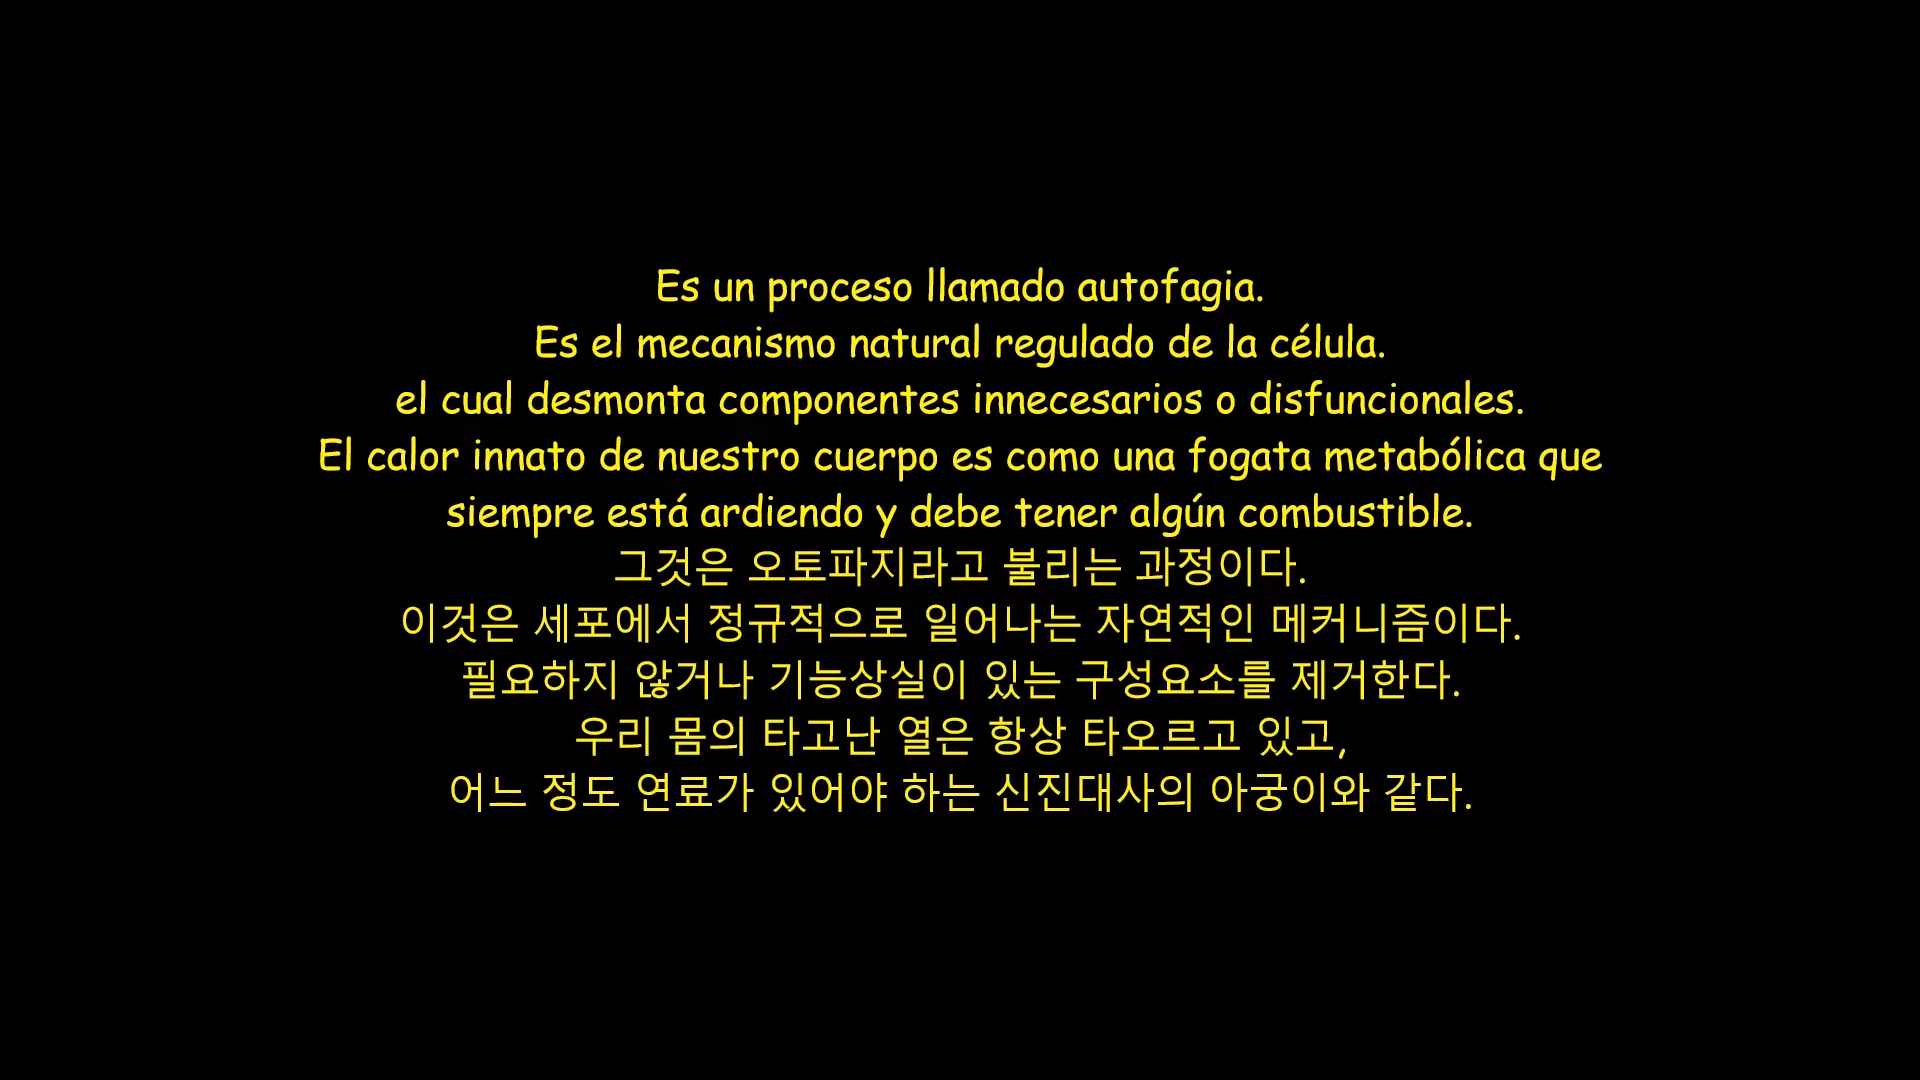 Es un proceso llamado autofagia.
Es el mecanismo natural regulado de la célula.
el cual desmonta componentes innecesarios o disfuncionales.
El calor innato de nuestro cuerpo es como una fogata metabólica que
siempre está ardiendo y debe tener algún combustible.
그것은 오토파지라고 불리는 과정이다.
이것은 세포에서 정규적으로 일어나는 자연적인 메커니즘이다.
필요하지 않거나 기능상실이 있는 구성요소를 제거한다.
우리 몸의 타고난 열은 항상 타오르고 있고,
어느 정도 연료가 있어야 하는 신진대사의 아궁이와 같다.